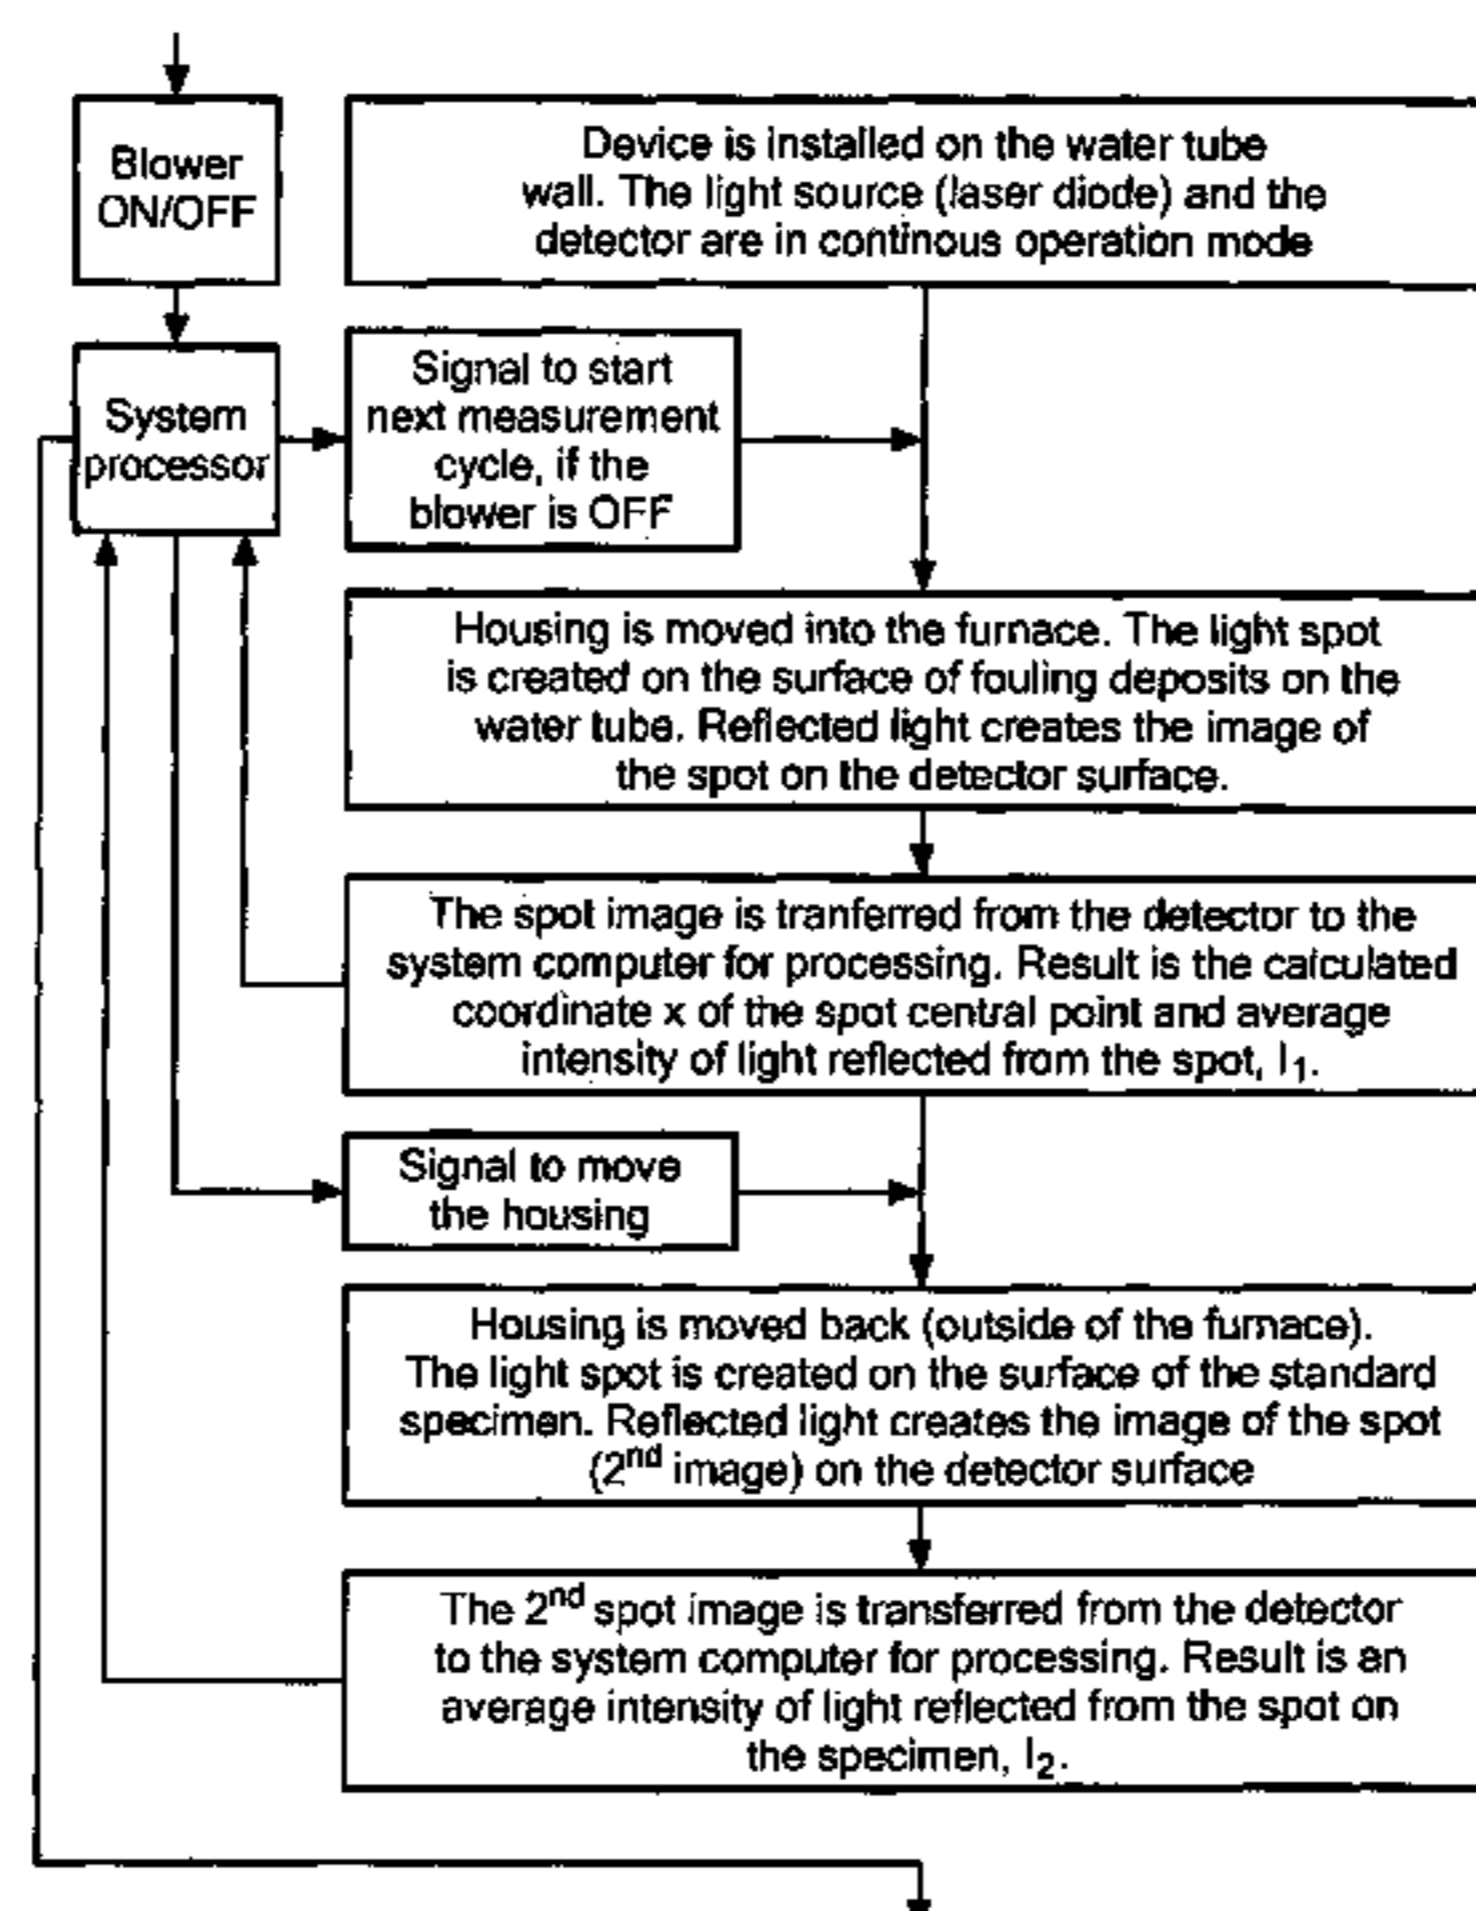 Blower
ON/OFF
Device is installed on the water tube
wall. The light source (laser diode) and the
detector are in continous operation mode
System
processor
Signal to start
next measurement
cycle, if the
blower is OFF
Housing is moved into the furnace. The light spot
is created on the surface of fouling deposits on the
water tube. Reflected light creates the image of
the spot on the detector surface.
The spot image is tranferred from the detector to the
system computer for processing. Result is the calculated
coordinate x of the spot central point and average
intensity of light reflected from the spot, I₁.
Signal to move
the housing
Housing is moved back (outside of the furnace).
The light spot is created on the surface of the standard
specimen. Reflected light creates the image of the spot
(2nd image) on the detector surface
The 2nd spot image is transferred from the detector
to the system computer for processing. Result is an
average intensity of light reflected from the spot on
the specimen, I₂.